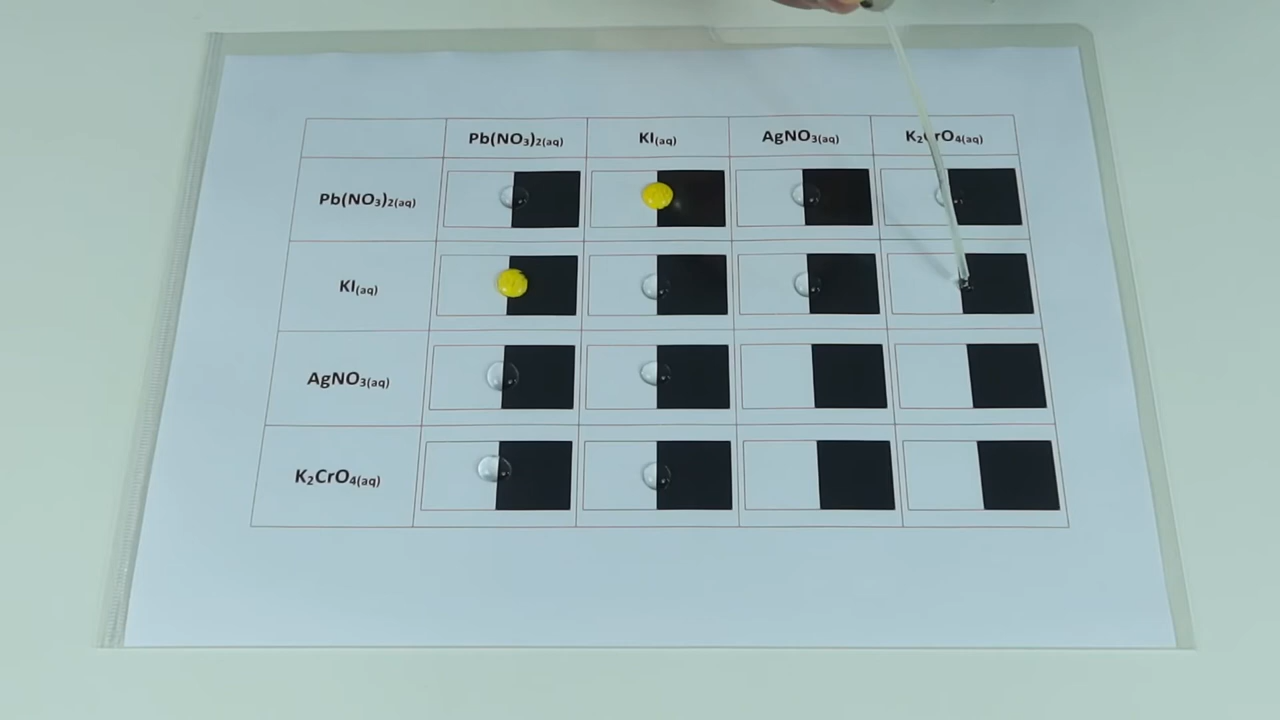 Pb(NO₃)₂(aq) KI(aq) AgNO₃(aq) K₂CrO₄(aq)
Pb(NO₃)₂(aq)
KI(aq)
AgNO₃(aq)
K₂CrO₄(aq)